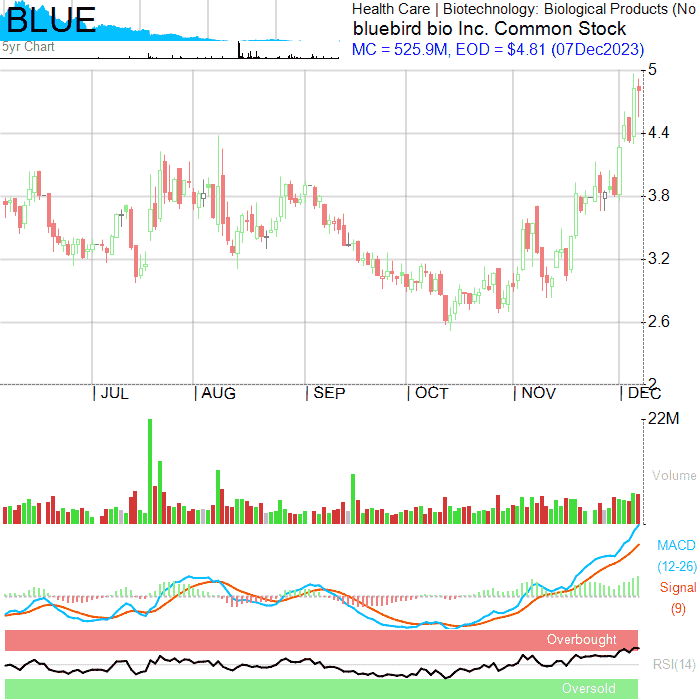 BLUE
5yr Chart
Health Care | Biotechnology: Biological Products (No
bluebird bio Inc. Common Stock
MC = 525.9M, EOD = $4.81 (07Dec2023)
5
4.4
3.8
3.2
2.6
2
| JUL | AUG | SEP | OCT | NOV | DEC
22M
Volume
MACD
(12-26)
Signal
(9)
Overbought
RSI(14)
Oversold